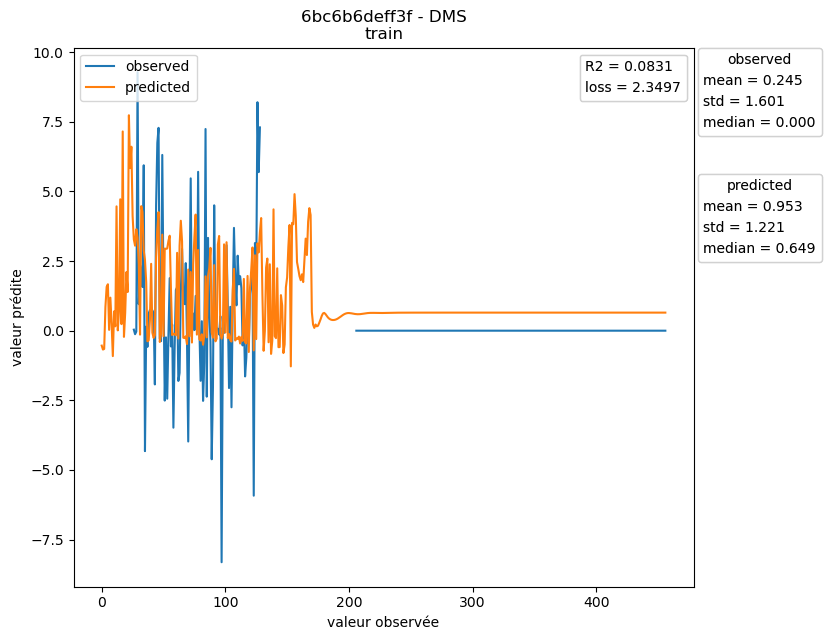 6bc6b6deff3f - DMS
train
observed
predicted
R2 = 0.0831
loss = 2.3497
observed
mean = 0.245
std = 1.601
median = 0.000
predicted
mean = 0.953
std = 1.221
median = 0.649
valeur prédite
10.0
7.5
5.0
2.5
0.0
−2.5
−5.0
−7.5
0
100
200
300
400
valeur observée